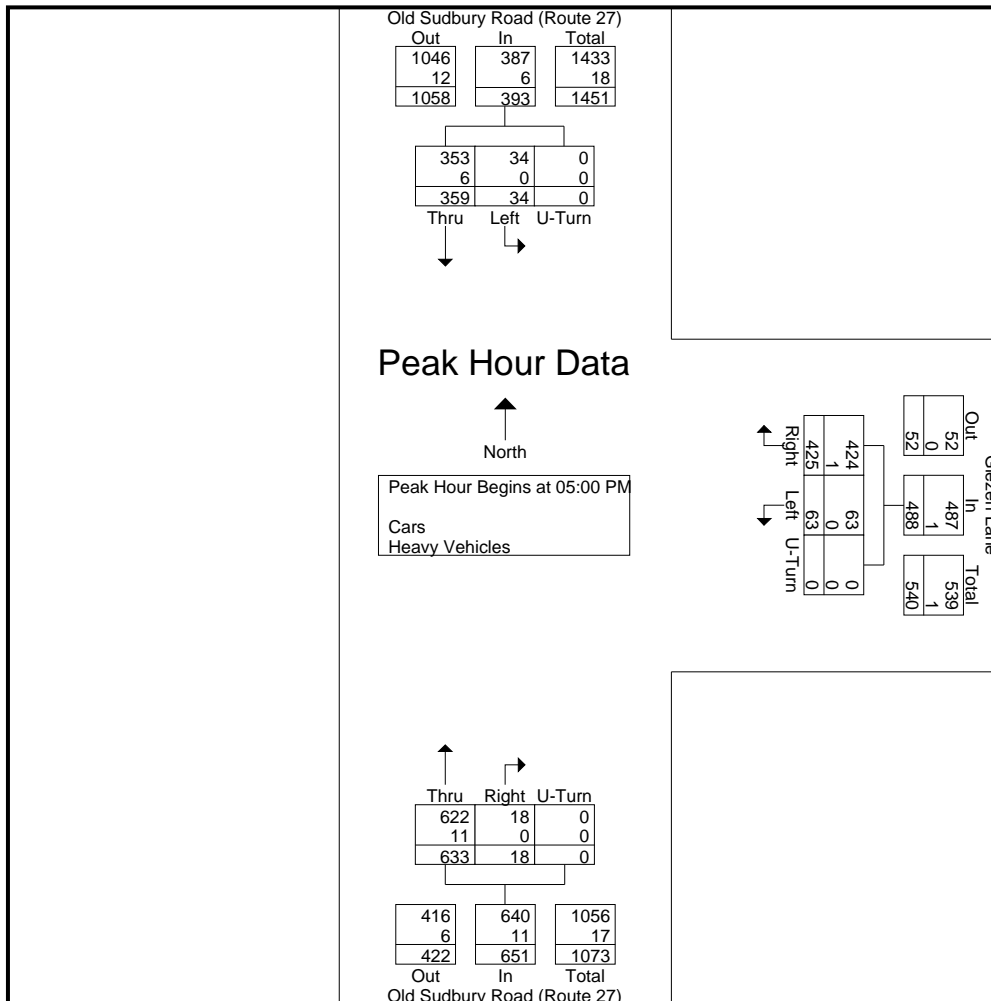 Old Sudbury Road (Route 27)
Out In Total
1046 387 1433
12 6 18
1058 393 1451
353 34 0
6 0 0
359 34 0
Thru Left U-Turn
Peak Hour Data
North
Peak Hour Begins at 05:00 PM
Cars
Heavy Vehicles
Right Left U-Turn
425 63 0
1 0 0
424 63 0
Out In Total
52 487 539
0 1 1
52 488 540
Lane
Thru Right U-Turn
622 18 0
11 0 0
633 18 0
416 640 1056
6 11 17
422 651 1073
Out In Total
Old Sudbury Road (Route 27)